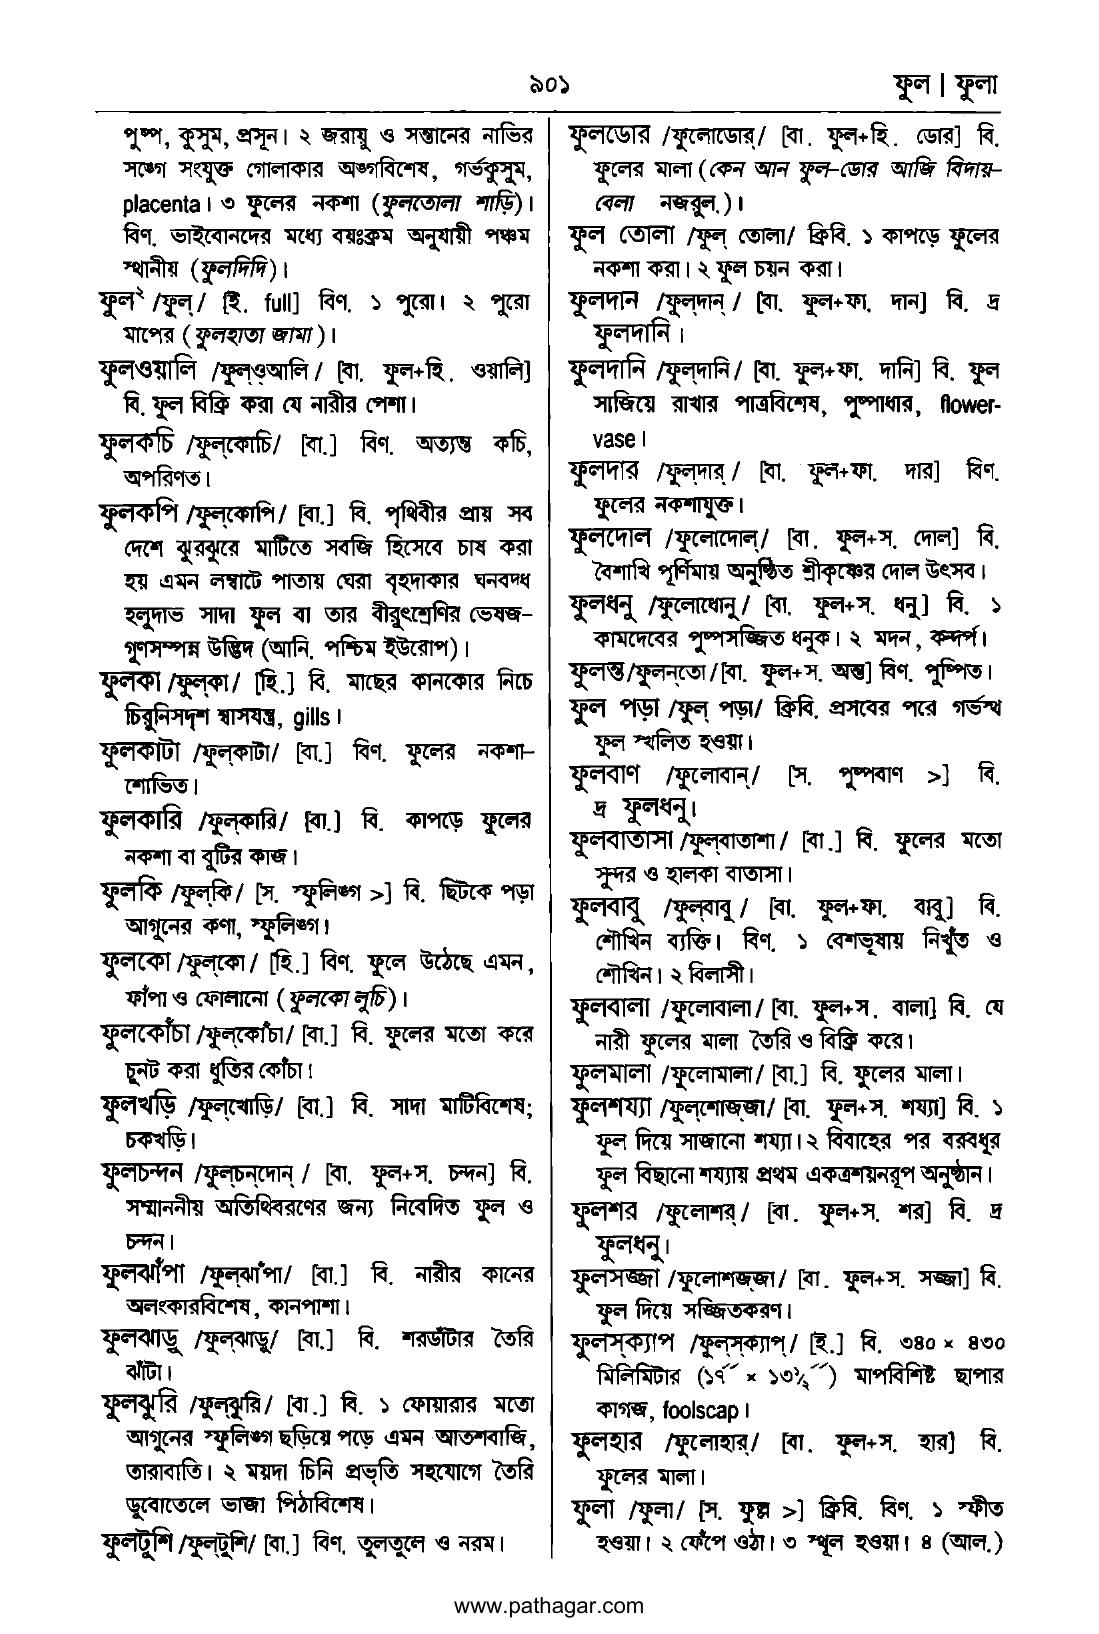 ৯০১
ফুল | ফুলা
পুষ্প, কুসুম, প্রসূন। ২ জরায়ু ও সন্তানের নাভির
সঙ্গে সংযুক্ত গোলাকার অঙ্গবিশেষ, গর্ভকুসুম,
placenta। ৩ ফুলের নকশা (ফুলতোলা শাড়ি)।
বিণ. ভাইবোনদের মধ্যে বয়ঃক্রম অনুযায়ী পঞ্চম
স্থানীয় (ফুলদিদি)।
ফুল২ /ফুল্/ [ই. full] বিণ. ১ পুরো। ২ পুরো
মাপের (ফুলহাতা জামা)।
ফুলওয়ালি /ফুল্ওআলি/ [বা. ফুল+হি. ওয়ালি]
বি. ফুল বিক্রি করা যে নারীর পেশা।
ফুলকচি /ফুল্কোচি/ [বা.] বিণ. অত্যন্ত কচি,
অপরিণত।
ফুলকপি /ফুল্কোপি/ [বা.] বি. পৃথিবীর প্রায় সব
দেশে ঝুরঝুরে মাটিতে সবজি হিসেবে চাষ করা
হয় এমন লম্বাটে পাতায় ঘেরা বৃহদাকার ঘনবদ্ধ
হলুদাভ সাদা ফুল বা তার বীরুৎশ্রেণির ভেষজ-
গুণসম্পন্ন উদ্ভিদ (আনি. পশ্চিম ইউরোপ)।
ফুলকা /ফুল্কা/ [হি.] বি. মাছের কানকোর নিচে
চিরুনিসদৃশ শ্বাসযন্ত্র, gills।
ফুলকাটা /ফুল্কাটা/ [বা.] বিণ. ফুলের নকশা-
শোভিত।
ফুলকারি /ফুল্কারি/ [বা.] বি. কাপড়ে ফুলের
নকশা বা বুটির কাজ।
ফুলকি /ফুল্কি/ [স. স্ফুলিঙ্গ >] বি. ছিটকে পড়া
আগুনের কণা, স্ফুলিঙ্গ।
ফুলকো /ফুল্কো/ [হি.] বিণ. ফুলে উঠেছে এমন,
ফাঁপা ও ফোলানো (ফুলকো লুচি)।
ফুলকোঁচা /ফুল্কোঁচা/ [বা.] বি. ফুলের মতো করে
চুনট করা ধুতির কোঁচা।
ফুলখড়ি /ফুল্খোড়ি/ [বা.] বি. সাদা মাটিবিশেষ;
চকখড়ি।
ফুলচন্দন /ফুল্চন্দোন্/ [বা. ফুল+স. চন্দন] বি.
সম্মাননীয় অতিথিবরণের জন্য নিবেদিত ফুল ও
চন্দন।
ফুলঝাঁপা /ফুল্ঝাঁপা/ [বা.] বি. নারীর কানের
অলংকারবিশেষ, কানপাশা।
ফুলঝাড়ু /ফুল্ঝাড়ু/ [বা.] বি. শরডাঁটার তৈরি
ঝাঁটা।
ফুলঝুরি /ফুল্ঝুরি/ [বা.] বি. ১ ফোয়ারার মতো
আগুনের স্ফুলিঙ্গ ছড়িয়ে পড়ে এমন আতশবাজি,
তারাবাতি। ২ ময়দা চিনি প্রভৃতি সহযোগে তৈরি
ডুবোতেলে ভাজা পিঠাবিশেষ।
ফুলটুশি /ফুল্টুশি/ [বা.] বিণ. তুলতুলে ও নরম।
ফুলডোর /ফুলোডোর্/ [বা. ফুল+হি. ডোর] বি.
ফুলের মালা (কেন আন ফুল-ডোর আজি বিদায়-
বেলা নজরুল.)।
ফুল তোলা /ফুল্ তোলা/ ক্রিবি. ১ কাপড়ে ফুলের
নকশা করা। ২ ফুল চয়ন করা।
ফুলদান /ফুল্দান্/ [বা. ফুল+ফা. দান] বি. দ্র
ফুলদানি।
ফুলদানি /ফুল্দানি/ [বা. ফুল+ফা. দানি] বি. ফুল
সাজিয়ে রাখার পাত্রবিশেষ, পুষ্পাধার, flower-
vase।
ফুলদার /ফুল্দার্/ [বা. ফুল+ফা. দার] বিণ.
ফুলের নকশাযুক্ত।
ফুলদোল /ফুলোদোল্/ [বা. ফুল+স. দোল] বি.
বৈশাখি পূর্ণিমায় অনুষ্ঠিত শ্রীকৃষ্ণের দোল উৎসব।
ফুলধনু /ফুলোধোনু/ [বা. ফুল+স. ধনু] বি. ১
কামদেবের পুষ্পসজ্জিত ধনুক। ২ মদন, কন্দর্প।
ফুলন্ত /ফুলন্তো/ [বা. ফুল+স. অন্ত] বিণ. পুষ্পিত।
ফুল পড়া /ফুল্ পড়া/ ক্রিবি. প্রসবের পরে গর্ভস্থ
ফুল স্খলিত হওয়া।
ফুলবাণ /ফুলোবান্/ [স. পুষ্পবাণ >] বি.
দ্র ফুলধনু।
ফুলবাতাসা /ফুল্বাতাশা/ [বা.] বি. ফুলের মতো
সুন্দর ও হালকা বাতাসা।
ফুলবাবু /ফুল্বাবু/ [বা. ফুল+ফা. বাবু] বি.
শৌখিন ব্যক্তি। বিণ. ১ বেশভূষায় নিখুঁত ও
শৌখিন। ২ বিলাসী।
ফুলবালা /ফুলোবালা/ [বা. ফুল+স. বালা] বি. যে
নারী ফুলের মালা তৈরি ও বিক্রি করে।
ফুলমালা /ফুলোমালা/ [বা.] বি. ফুলের মালা।
ফুলশয্যা /ফুল্শোজ্জা/ [বা. ফুল+স. শয্যা] বি. ১
ফুল দিয়ে সাজানো শয্যা। ২ বিবাহের পর বরবধূর
ফুল বিছানো শয্যায় প্রথম একত্রশয়নরূপ অনুষ্ঠান।
ফুলশর /ফুলোশর্/ [বা. ফুল+স. শর] বি. দ্র
ফুলধনু।
ফুলসজ্জা /ফুলোশজ্জা/ [বা. ফুল+স. সজ্জা] বি.
ফুল দিয়ে সজ্জিতকরণ।
ফুলস্ক্যাপ /ফুল্স্ক্যাপ্/ [ই.] বি. ৩৪০ × ৪৩০
মিলিমিটার (১৭″ × ১৩½″) মাপবিশিষ্ট ছাপার
কাগজ, foolscap।
ফুলহার /ফুলোহার্/ [বা. ফুল+স. হার] বি.
ফুলের মালা।
ফুলা /ফুলা/ [স. ফুল্ল >] ক্রিবি. বিণ. ১ স্ফীত
হওয়া। ২ ফেঁপে ওঠা। ৩ স্থূল হওয়া। ৪ (আল.)
www.pathagar.com